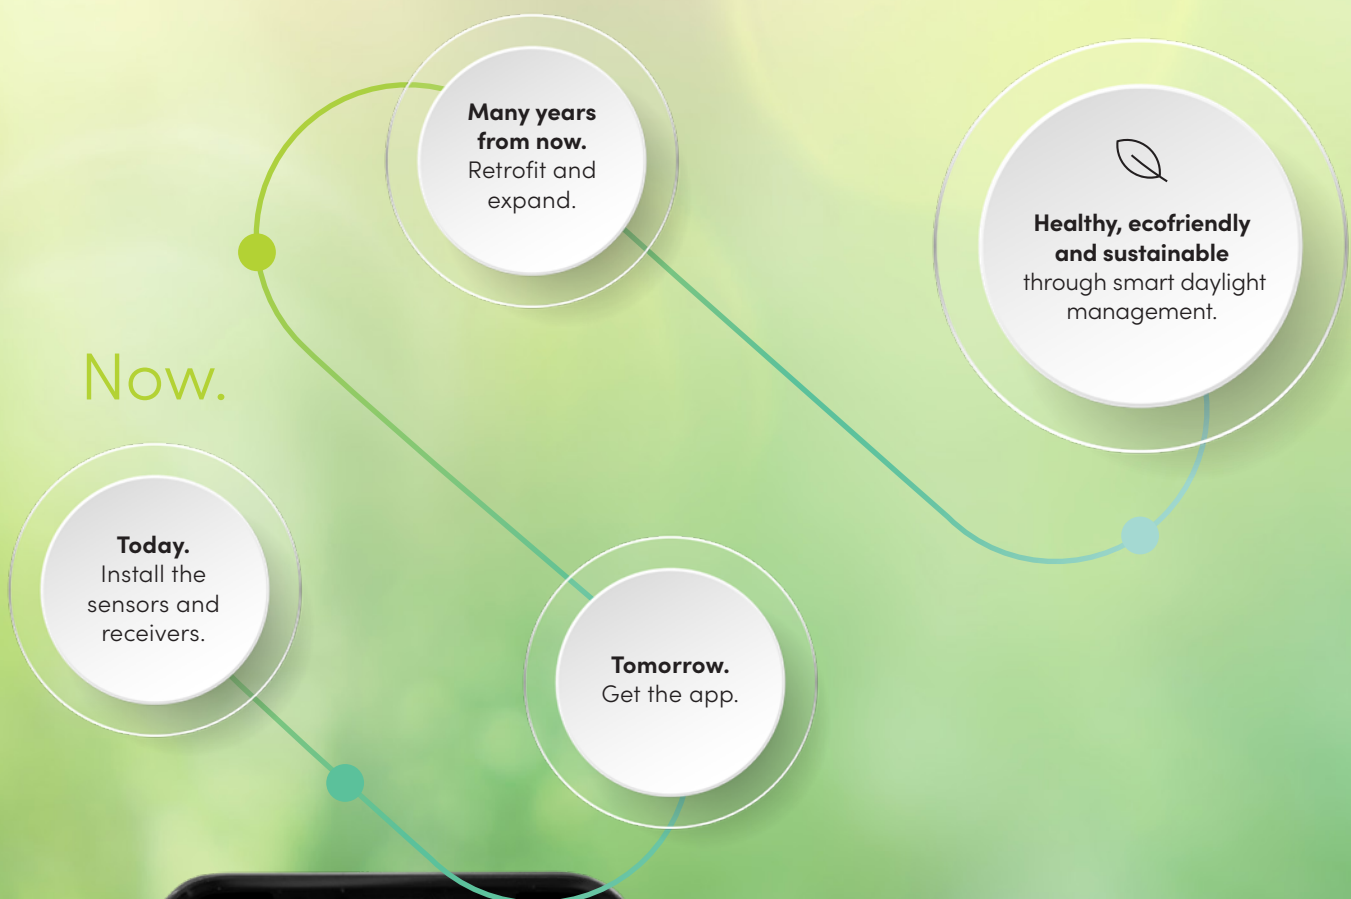 Many years
from now.
Retrofit and
expand.
Healthy, ecofriendly
and sustainable
through smart daylight
management.
Now.
Today.
Install the
sensors and
receivers.
Tomorrow.
Get the app.